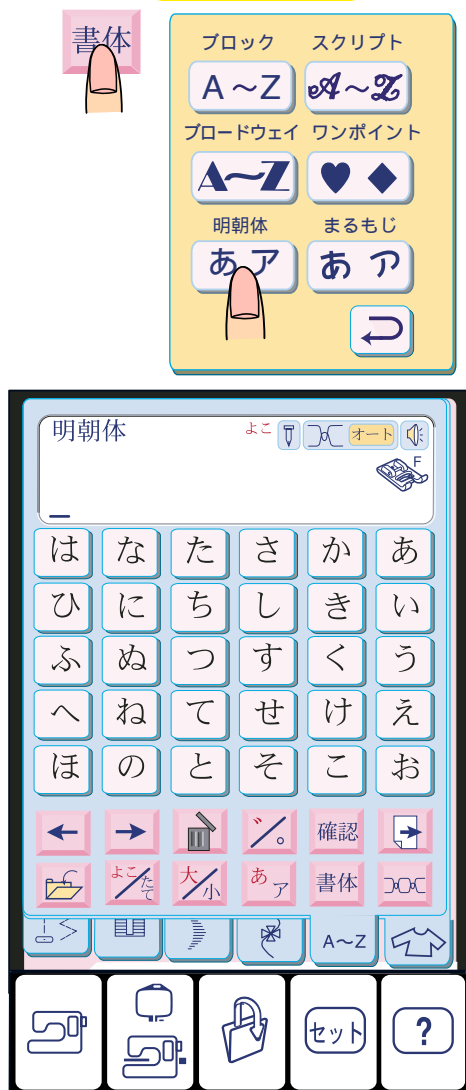 書体
ブロック スクリプト
A～Z A～Z
ブロードウェイ ワンポイント
A～Z
明朝体 まるもじ
あア あア
明朝体 よこ オート
F
は な た さ か あ
ひ に ち し き い
ふ ぬ つ す く う
へ ね て せ け え
ほ の と そ こ お
゛/。 確認
よこ/たて 大/小 あア 書体
A～Z
セット ?